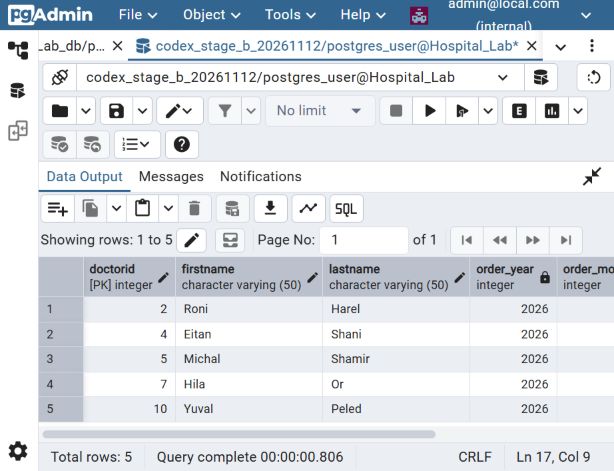 pgAdmin File Object Tools Help admin@local.com (internal)
_ab_db/p... codex_stage_b_20261112/postgres_user@Hospital_Lab*
codex_stage_b_20261112/postgres_user@Hospital_Lab
No limit E
Data Output Messages Notifications
SQL
Showing rows: 1 to 5 Page No: 1 of 1
doctorid firstname lastname order_year order_mo
[PK] integer character varying (50) character varying (50) integer integer
1 2 Roni Harel 2026
2 4 Eitan Shani 2026
3 5 Michal Shamir 2026
4 7 Hila Or 2026
5 10 Yuval Peled 2026
Total rows: 5 Query complete 00:00:00.806 CRLF Ln 17, Col 9